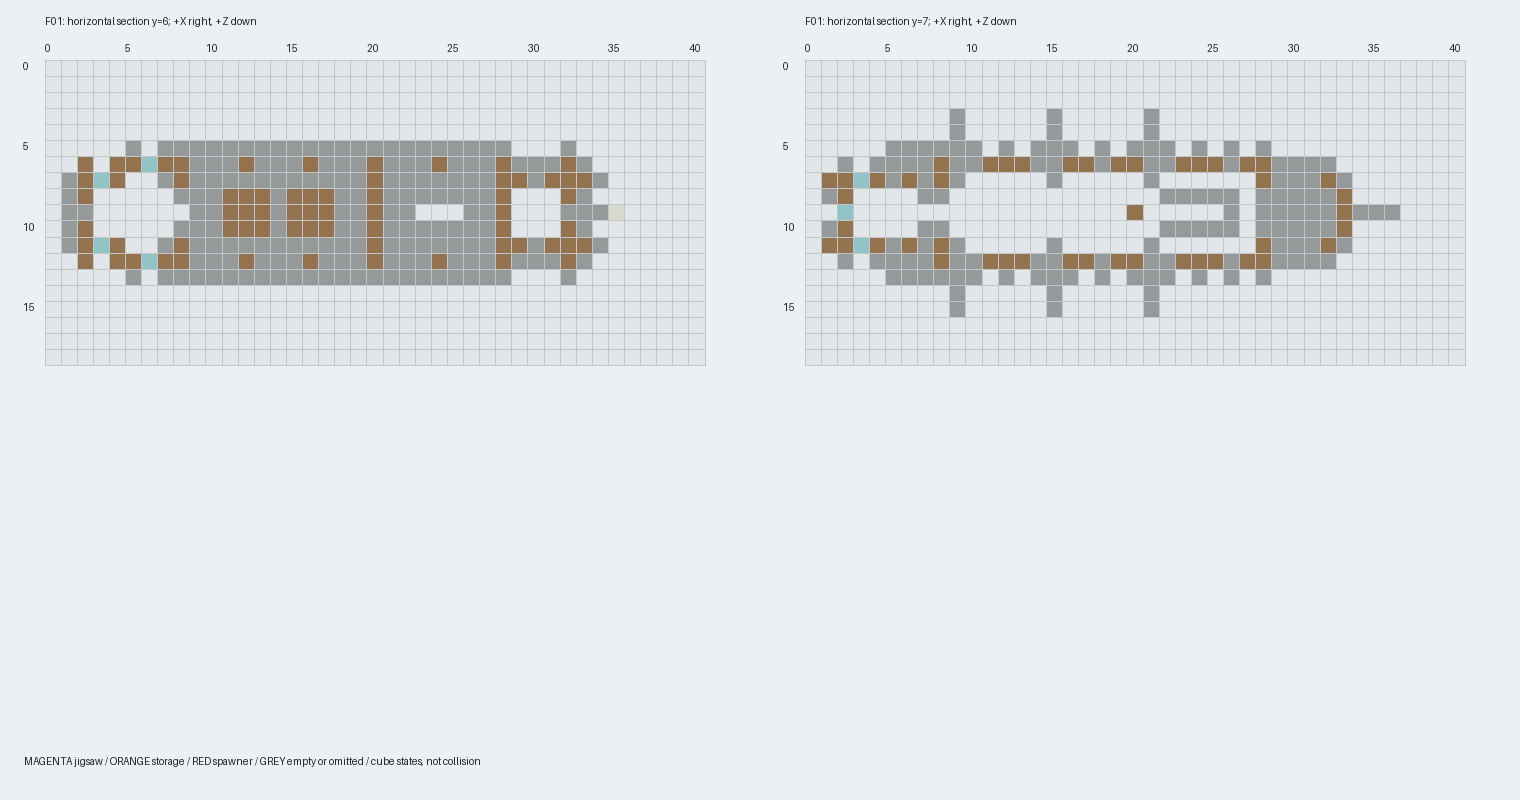 F01: horizontal section y=6; +X right, +Z down
F01: horizontal section y=7; +X right, +Z down
0 5 10 15 20 25 30 35 40
0 5 10 15 20 25 30 35 40
0
0
5
5
10
10
15
15
MAGENTA jigsaw / ORANGE storage / RED spawner / GREY empty or omitted / cube states, not collision